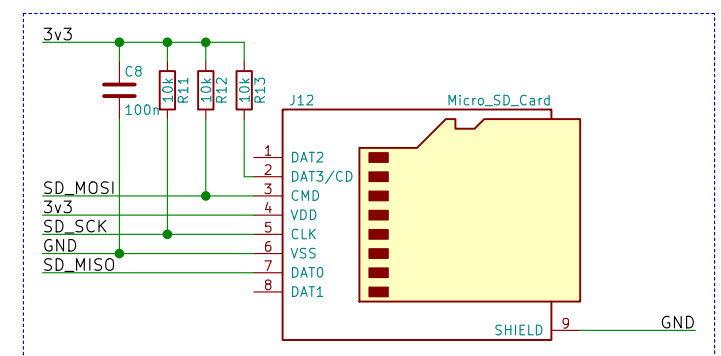 3v3
C8
100n
10k
R11
10k
R12
10k
R13
J12
Micro_SD_Card
1 DAT2
2 DAT3/CD
SD_MOSI 3 CMD
3v3 4 VDD
SD_SCK 5 CLK
GND 6 VSS
SD_MISO 7 DAT0
8 DAT1
SHIELD 9 GND